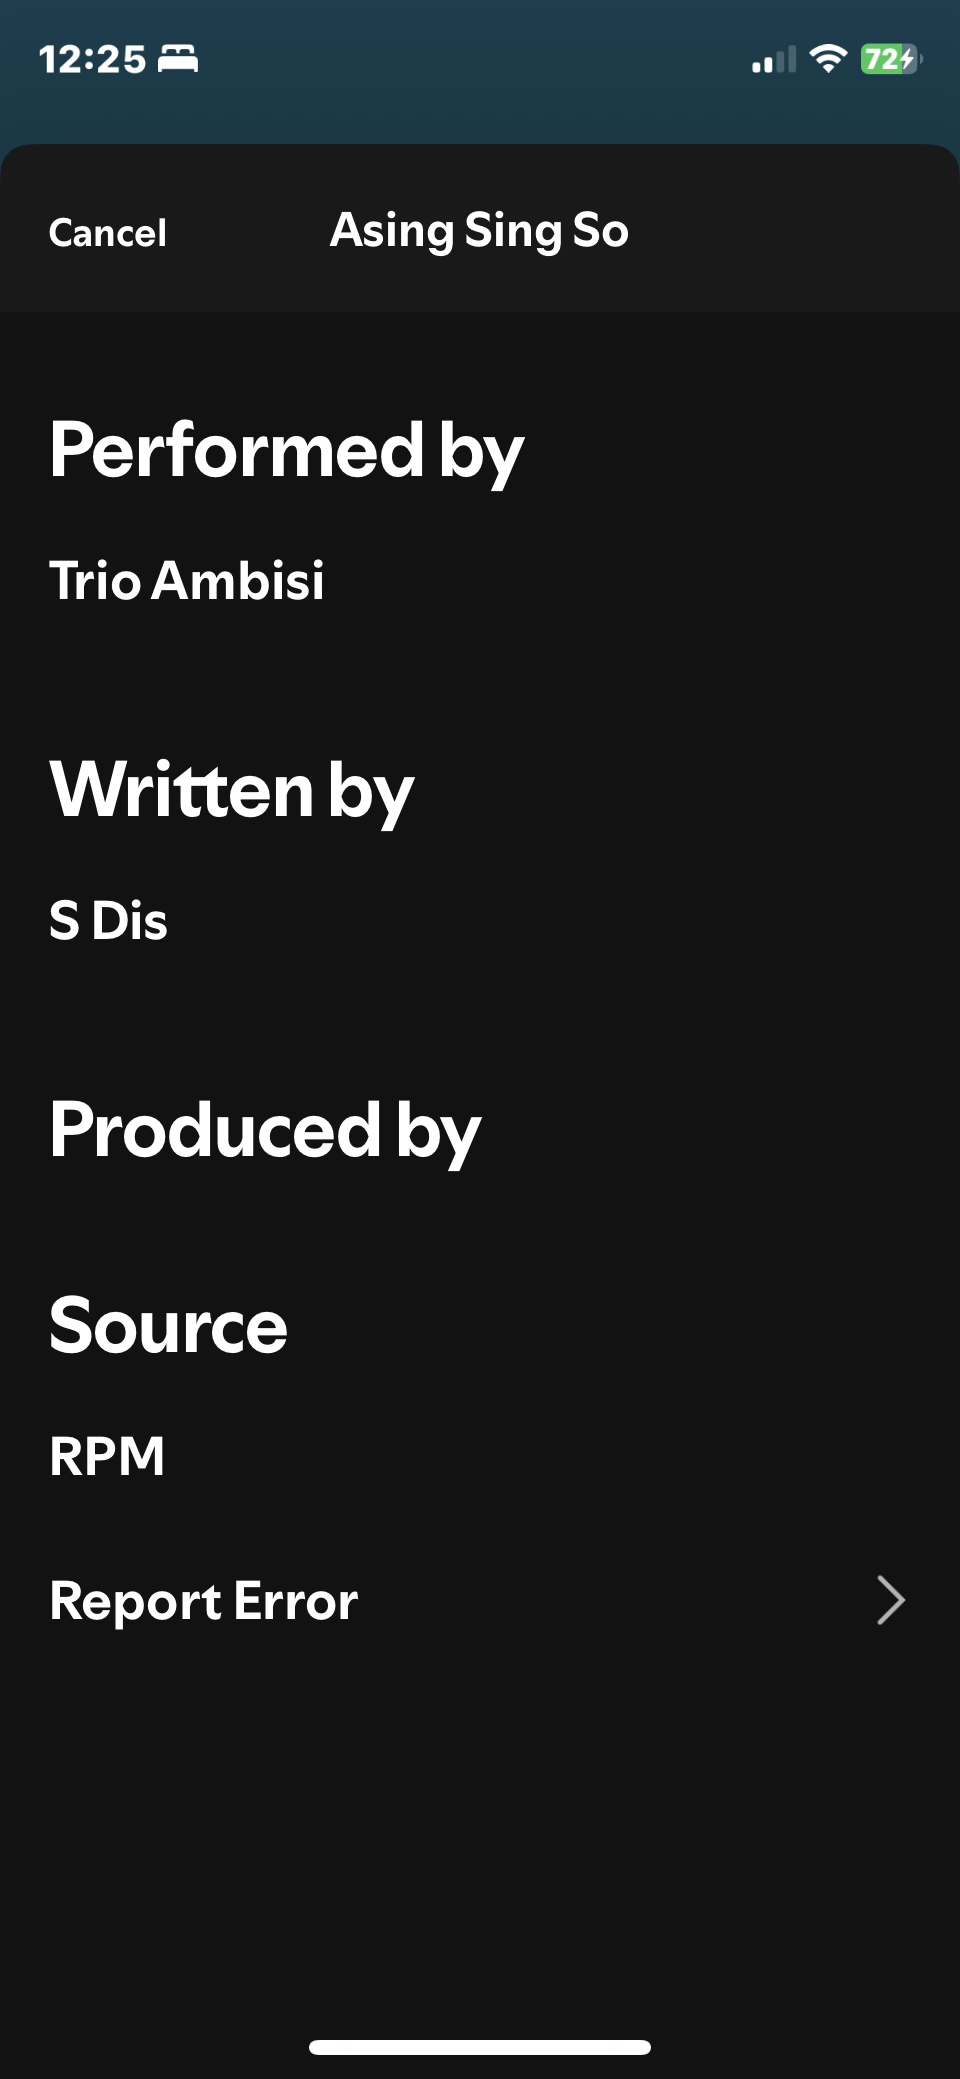 12:25
72
Cancel
Asing Sing So
Performed by
Trio Ambisi
Written by
S Dis
Produced by
Source
RPM
Report Error